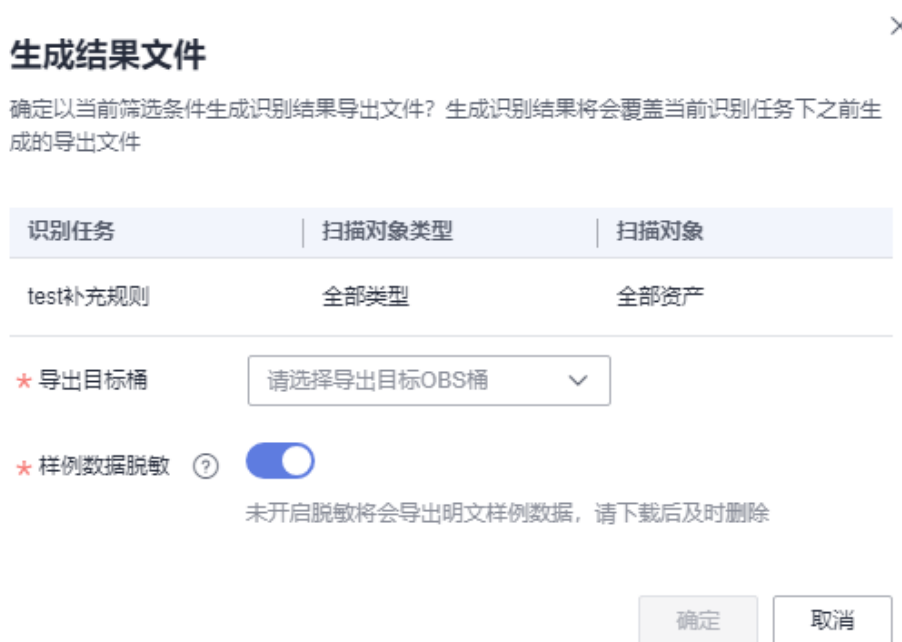 生成结果文件
确定以当前筛选条件生成识别结果导出文件？生成识别结果将会覆盖当前识别任务下之前生
成的导出文件
识别任务 扫描对象类型 扫描对象
test补充规则 全部类型 全部资产
* 导出目标桶 请选择导出目标OBS桶
* 样例数据脱敏 ?
未开启脱敏将会导出明文样例数据，请下载后及时删除
确定 取消